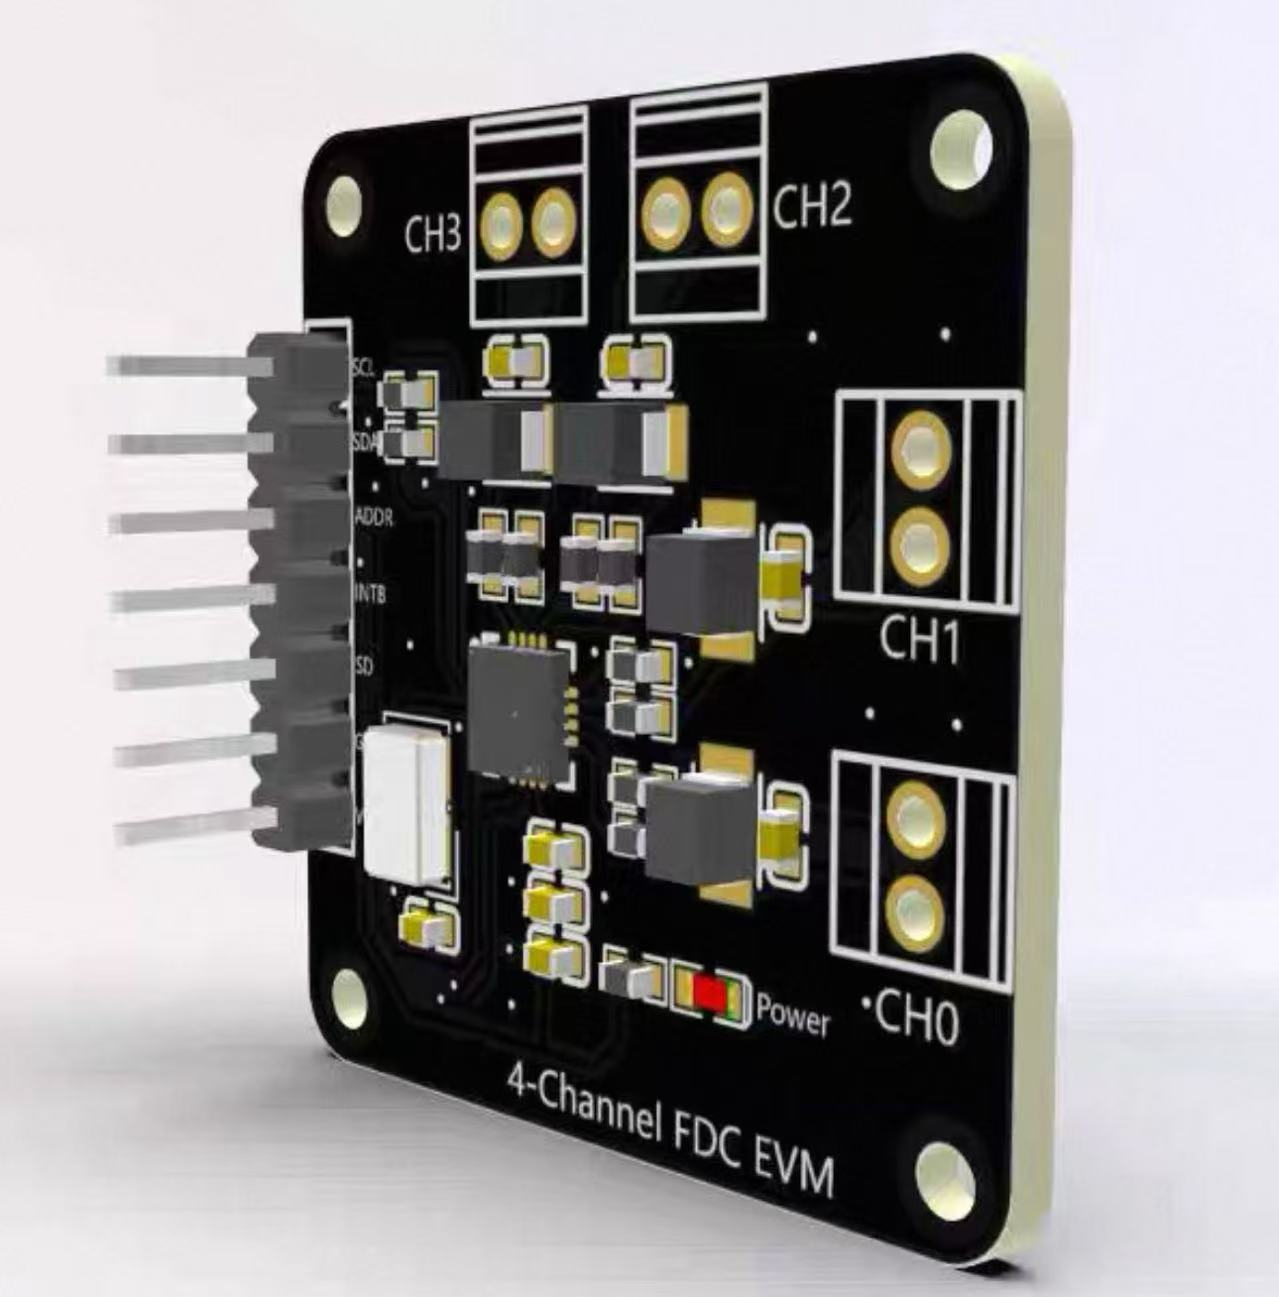 CH3
CH2
SCL
SDA
ADDR
INTB
SD
CH1
Power
CH0
4-Channel FDC EVM